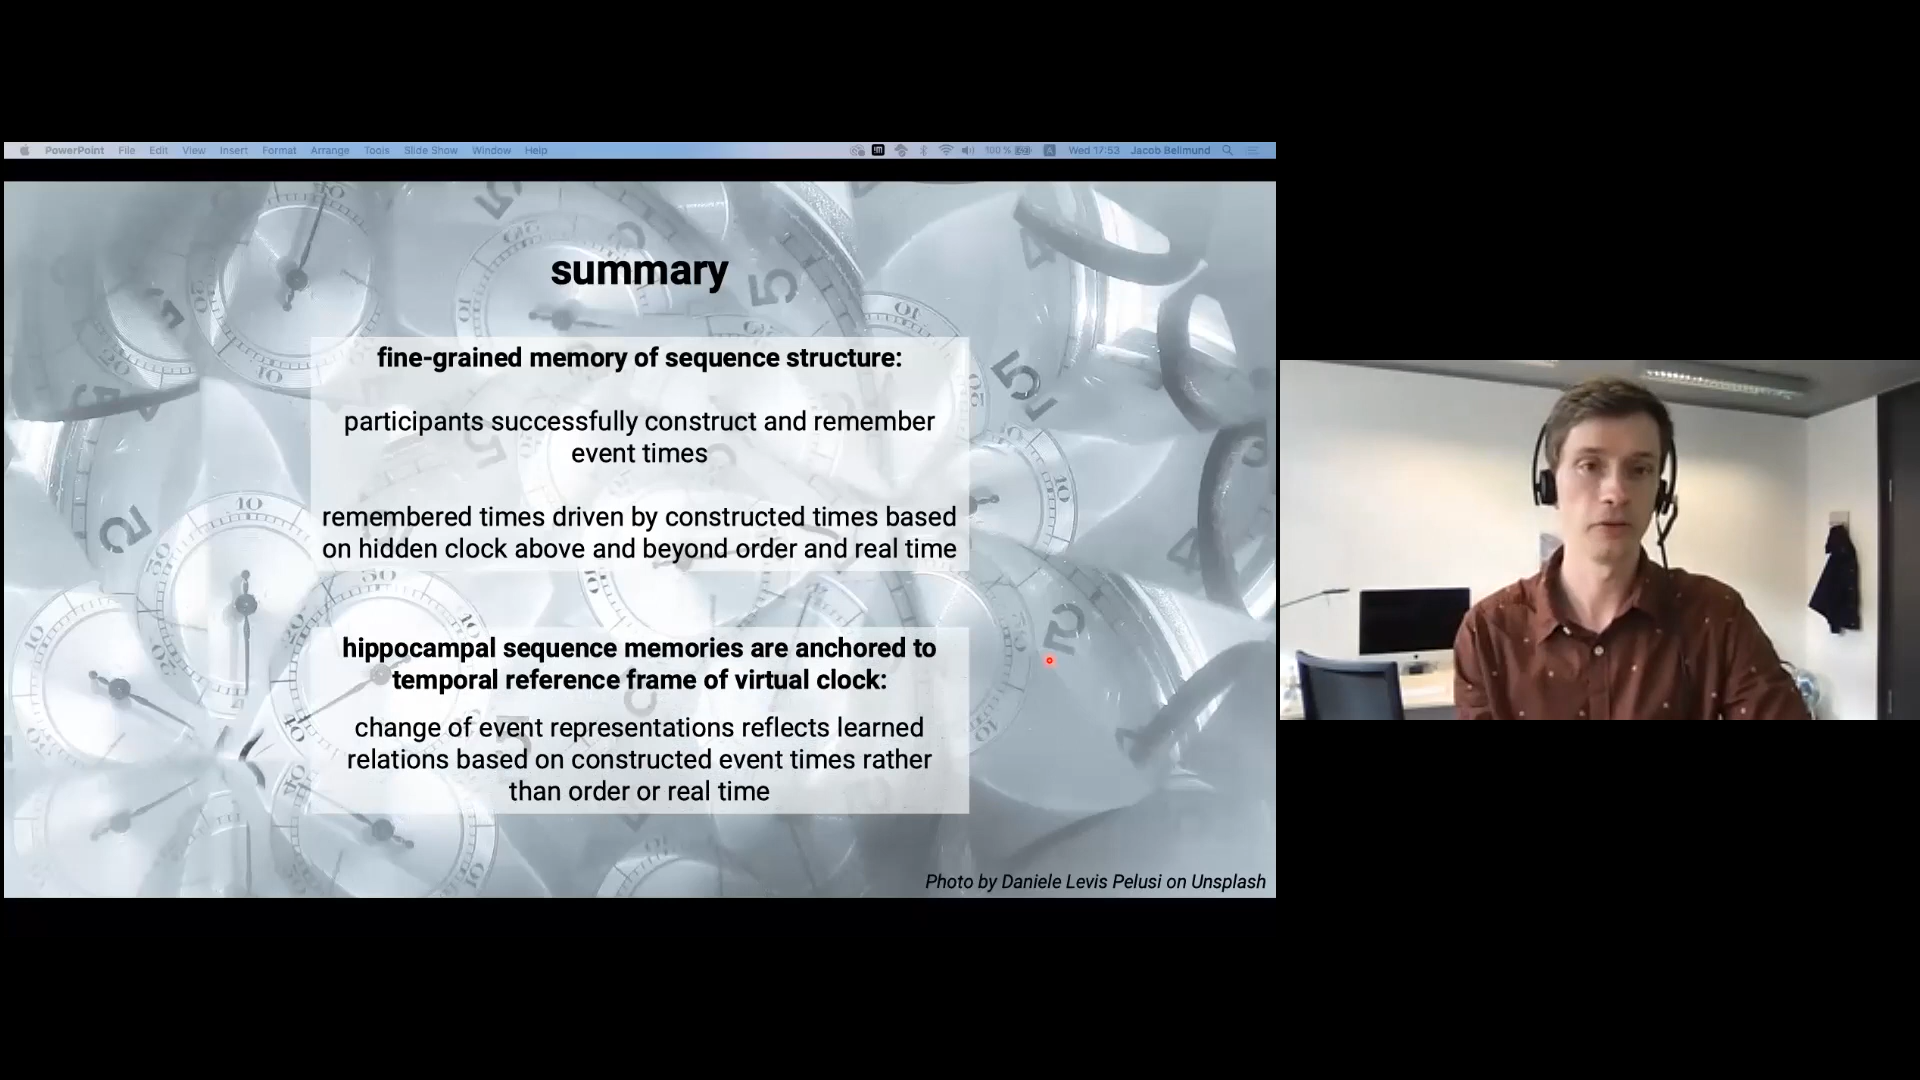 PowerPoint File Edit View Insert Format Arrange Tools Slide Show Window Help 100% Wed 17:53 Jacob Bellmund
summary
fine-grained memory of sequence structure:
participants successfully construct and remember
event times
remembered times driven by constructed times based
on hidden clock above and beyond order and real time
hippocampal sequence memories are anchored to
temporal reference frame of virtual clock:
change of event representations reflects learned
relations based on constructed event times rather
than order or real time
Photo by Daniele Levis Pelusi on Unsplash